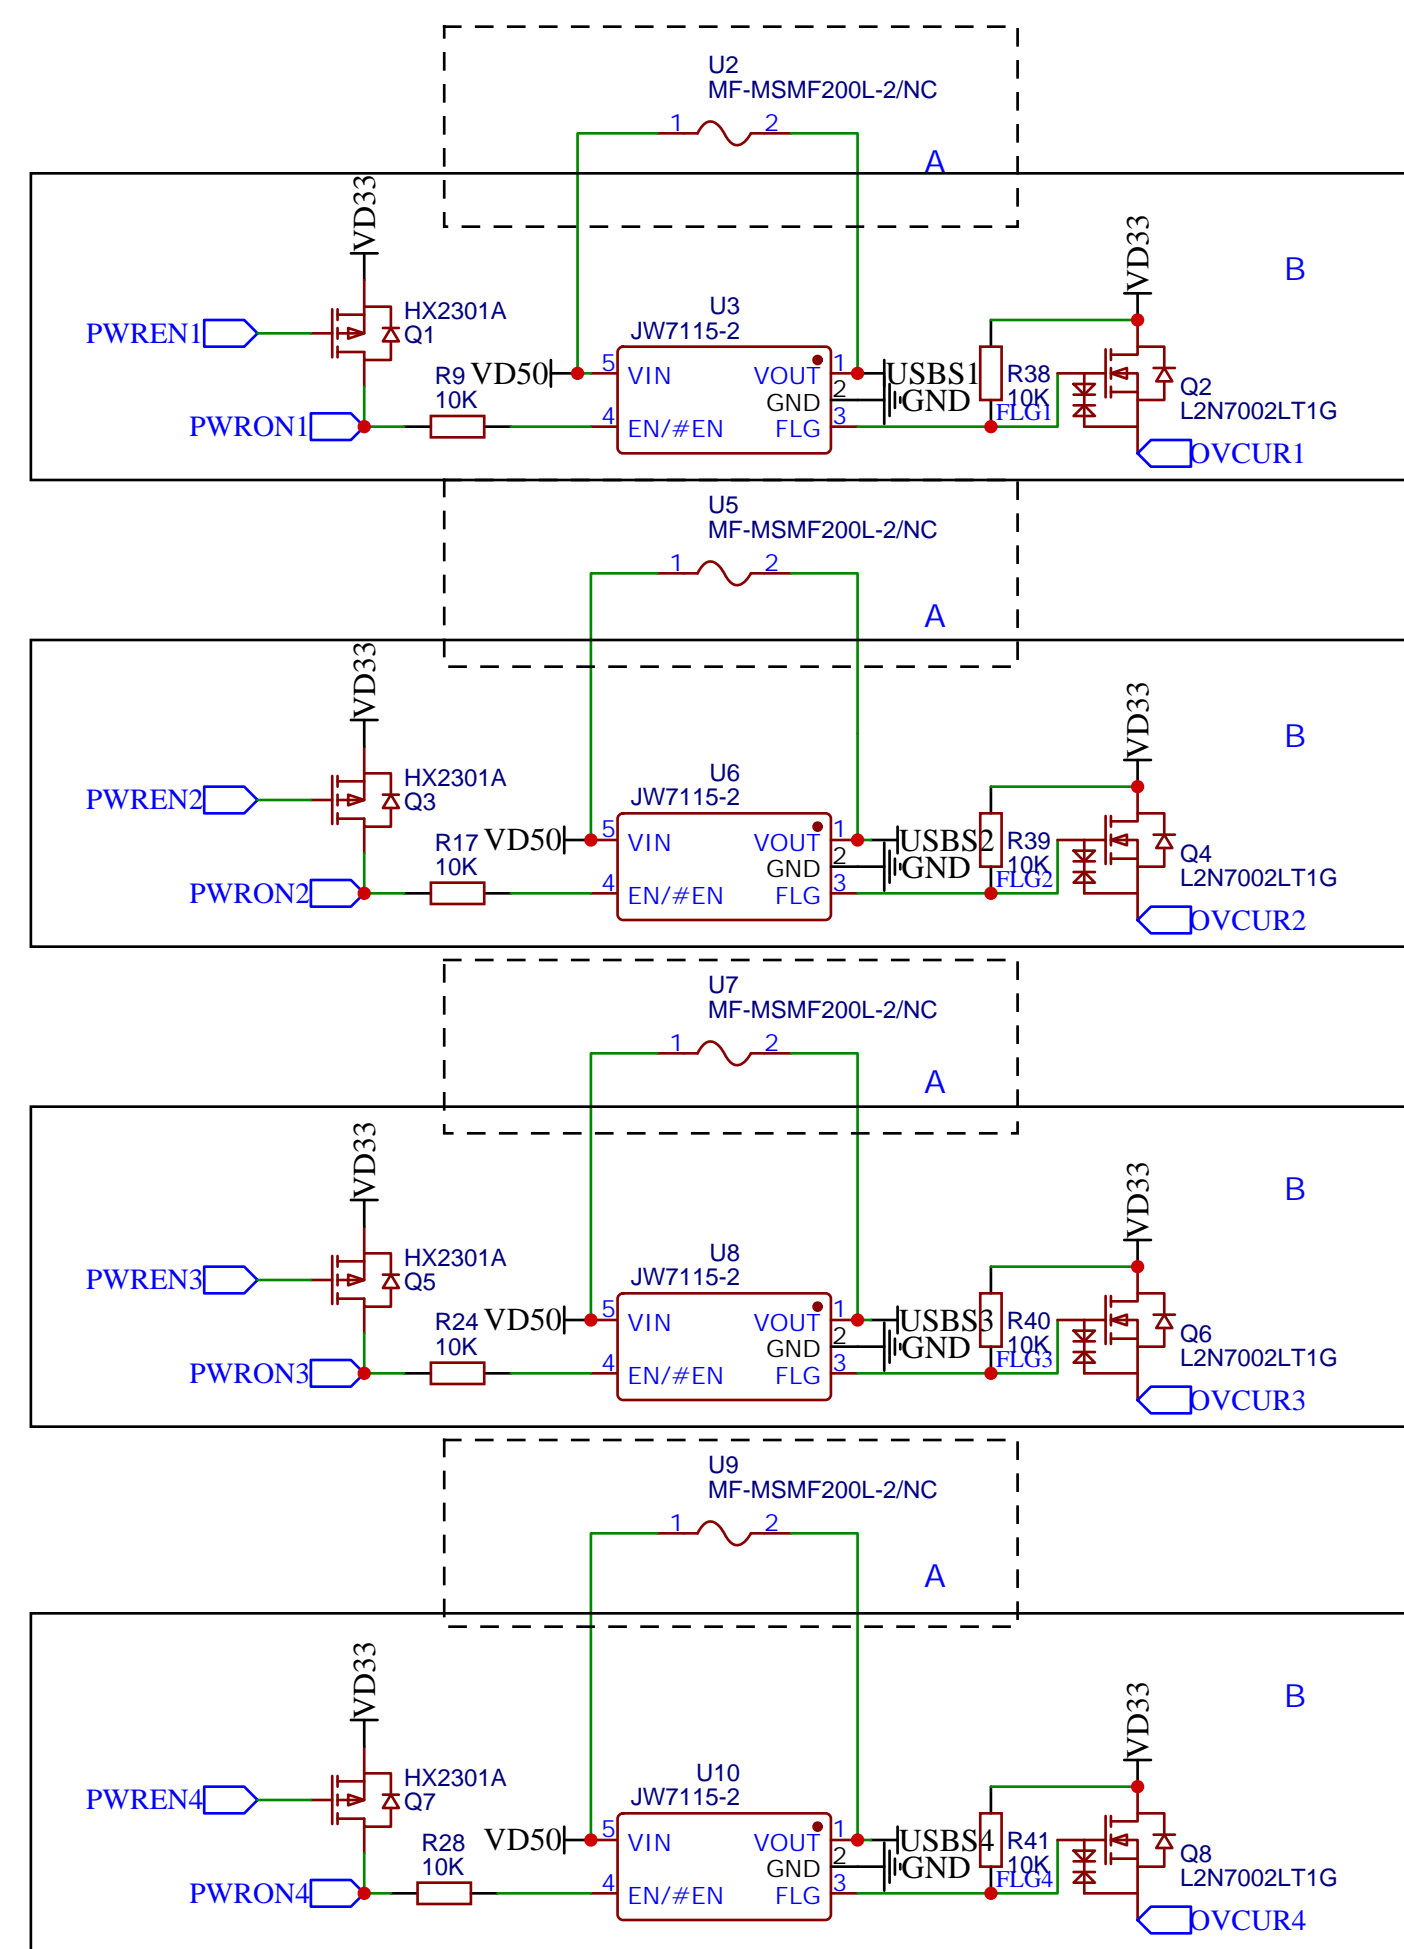 U2
MF-MSMF200L-2/NC
1 2
A
VD33
VD33
B
HX2301A
Q1
PWREN1
U3
JW7115-2
R9
10K
VD50
5
VIN
VOUT
1
USBS1
GND
2
GND
R38
10K
FLG1
Q2
L2N7002LT1G
PWRON1
4
EN/#EN
FLG
3
OVCUR1
U5
MF-MSMF200L-2/NC
1 2
A
VD33
VD33
B
HX2301A
Q3
PWREN2
U6
JW7115-2
R17
10K
VD50
5
VIN
VOUT
1
USBS2
GND
2
GND
R39
10K
FLG2
Q4
L2N7002LT1G
PWRON2
4
EN/#EN
FLG
3
OVCUR2
U7
MF-MSMF200L-2/NC
1 2
A
VD33
VD33
B
HX2301A
Q5
PWREN3
U8
JW7115-2
R24
10K
VD50
5
VIN
VOUT
1
USBS3
GND
2
GND
R40
10K
FLG3
Q6
L2N7002LT1G
PWRON3
4
EN/#EN
FLG
3
OVCUR3
U9
MF-MSMF200L-2/NC
1 2
A
VD33
VD33
B
HX2301A
Q7
PWREN4
U10
JW7115-2
R28
10K
VD50
5
VIN
VOUT
1
USBS4
GND
2
GND
R41
10K
FLG4
Q8
L2N7002LT1G
PWRON4
4
EN/#EN
FLG
3
OVCUR4